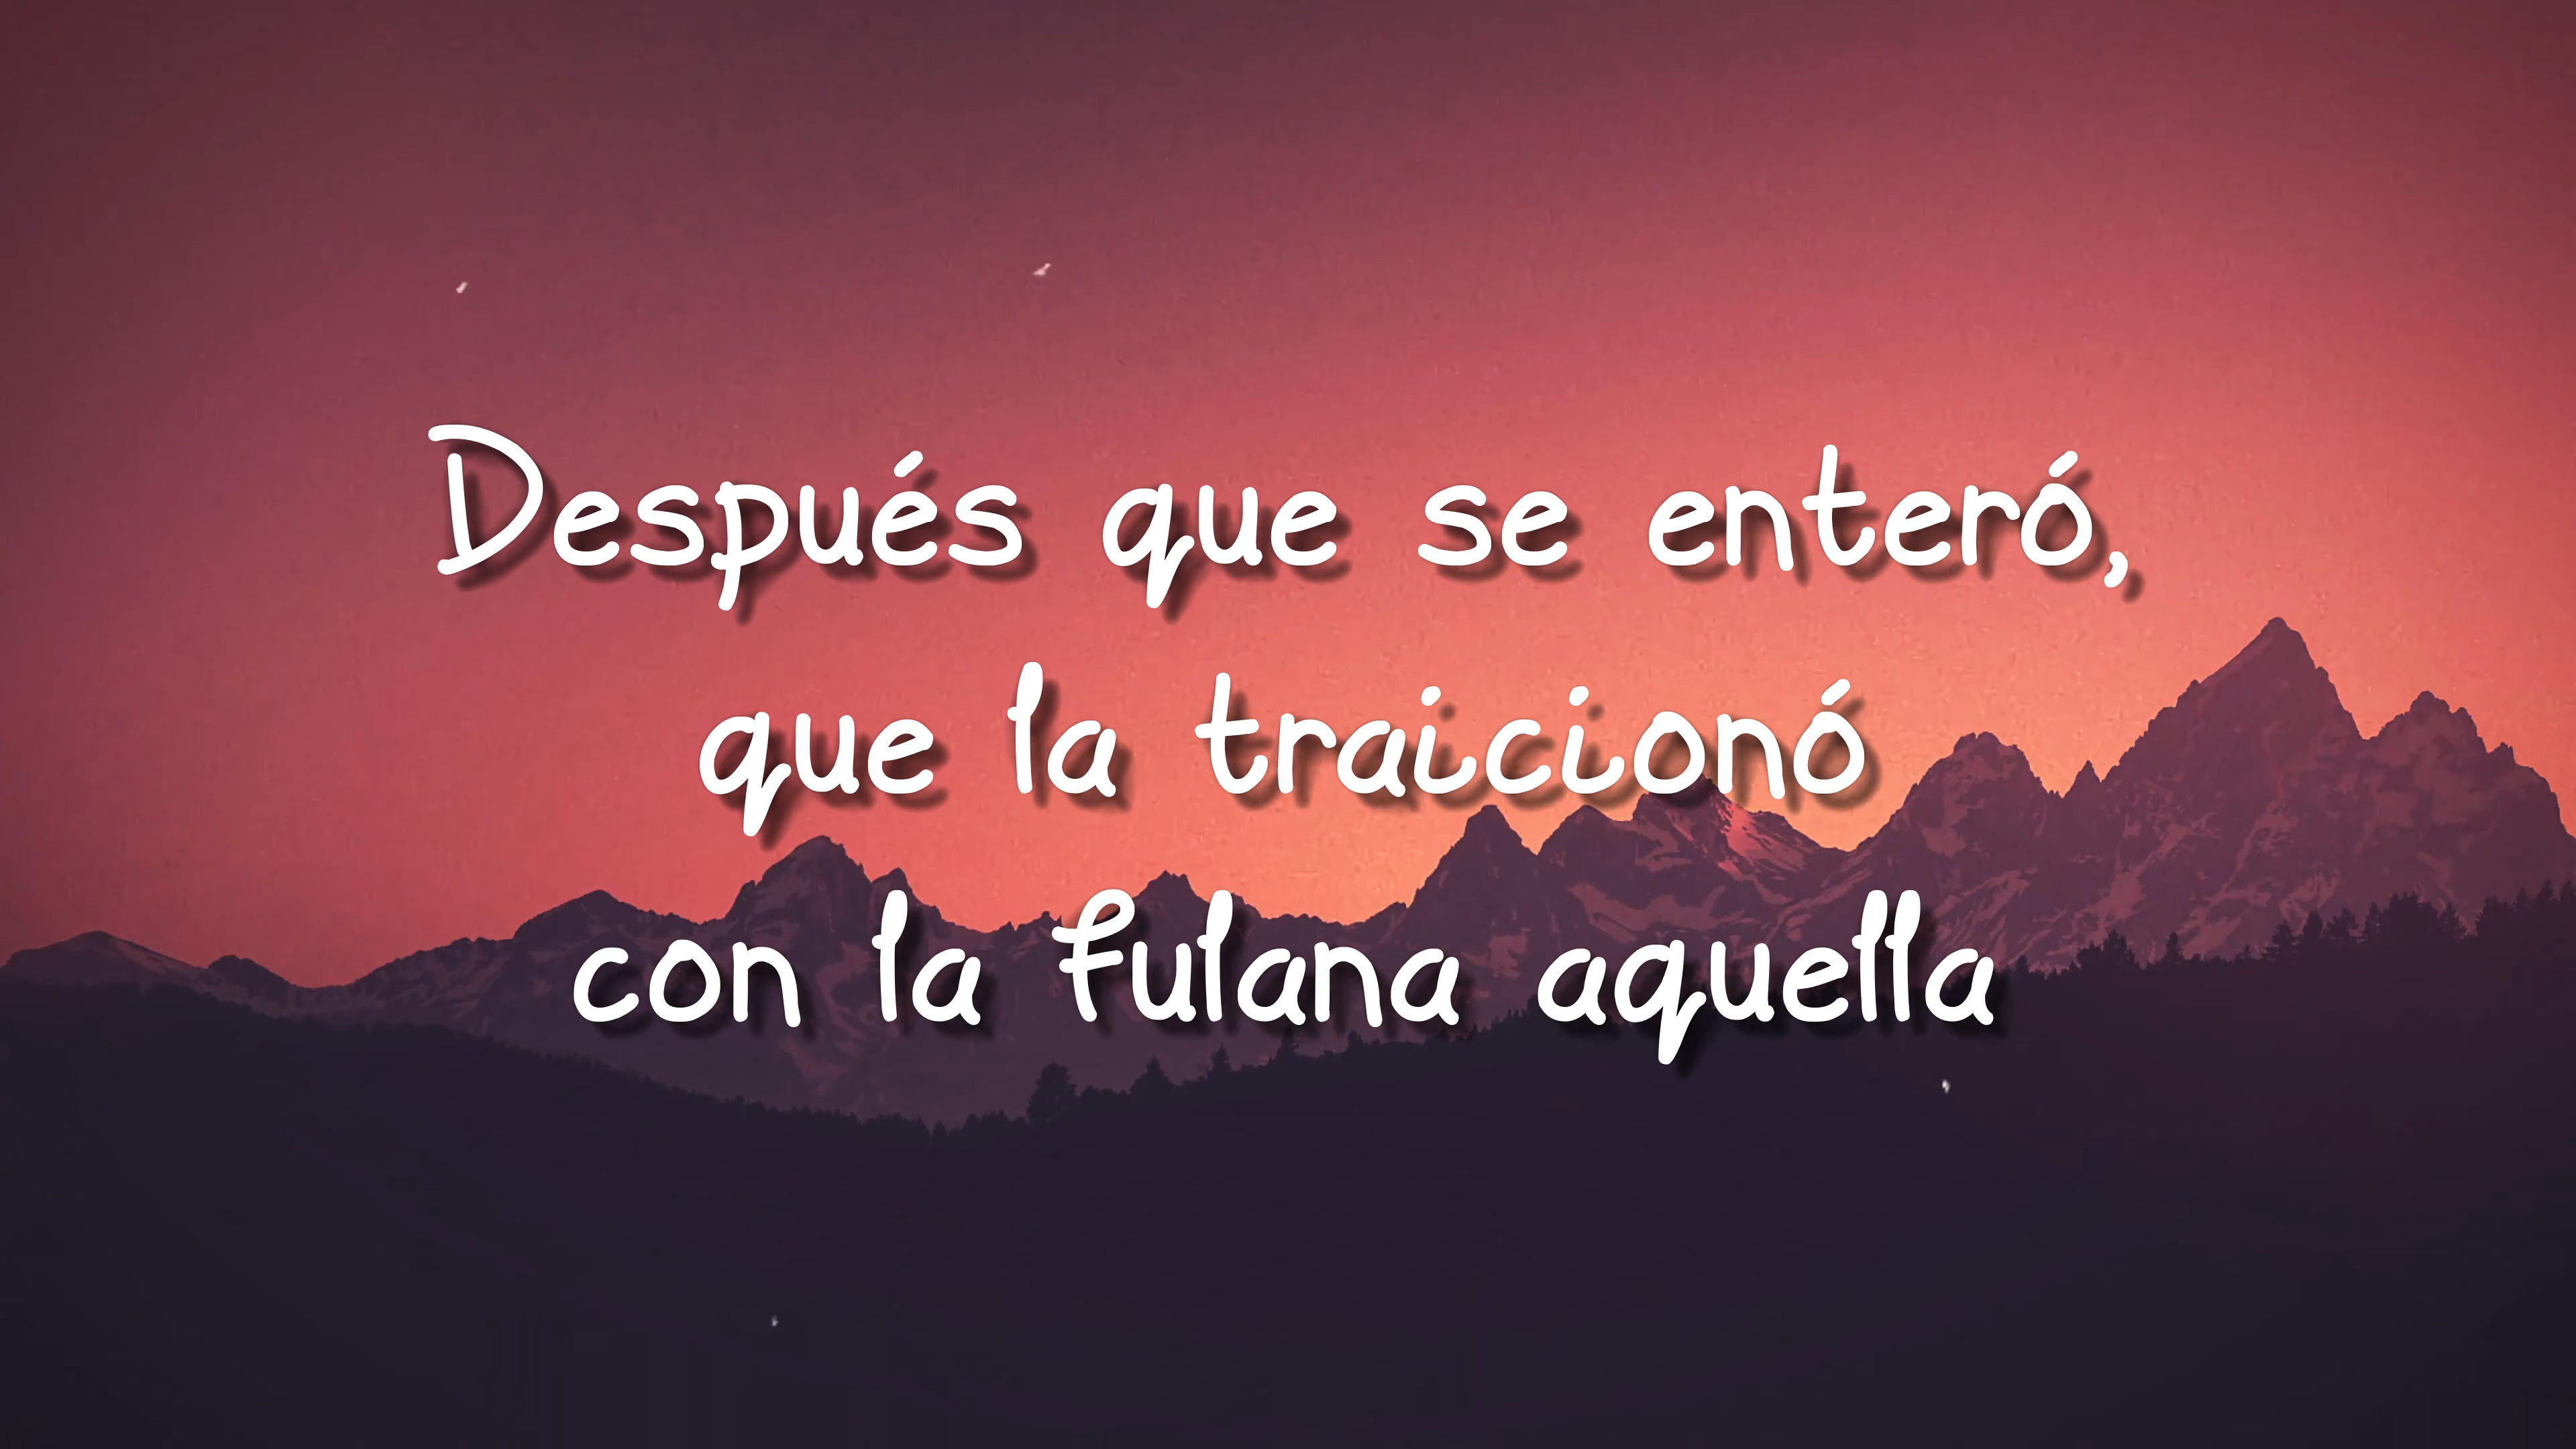 Después que se enteró,
que la traicionó
con la fulana aquella